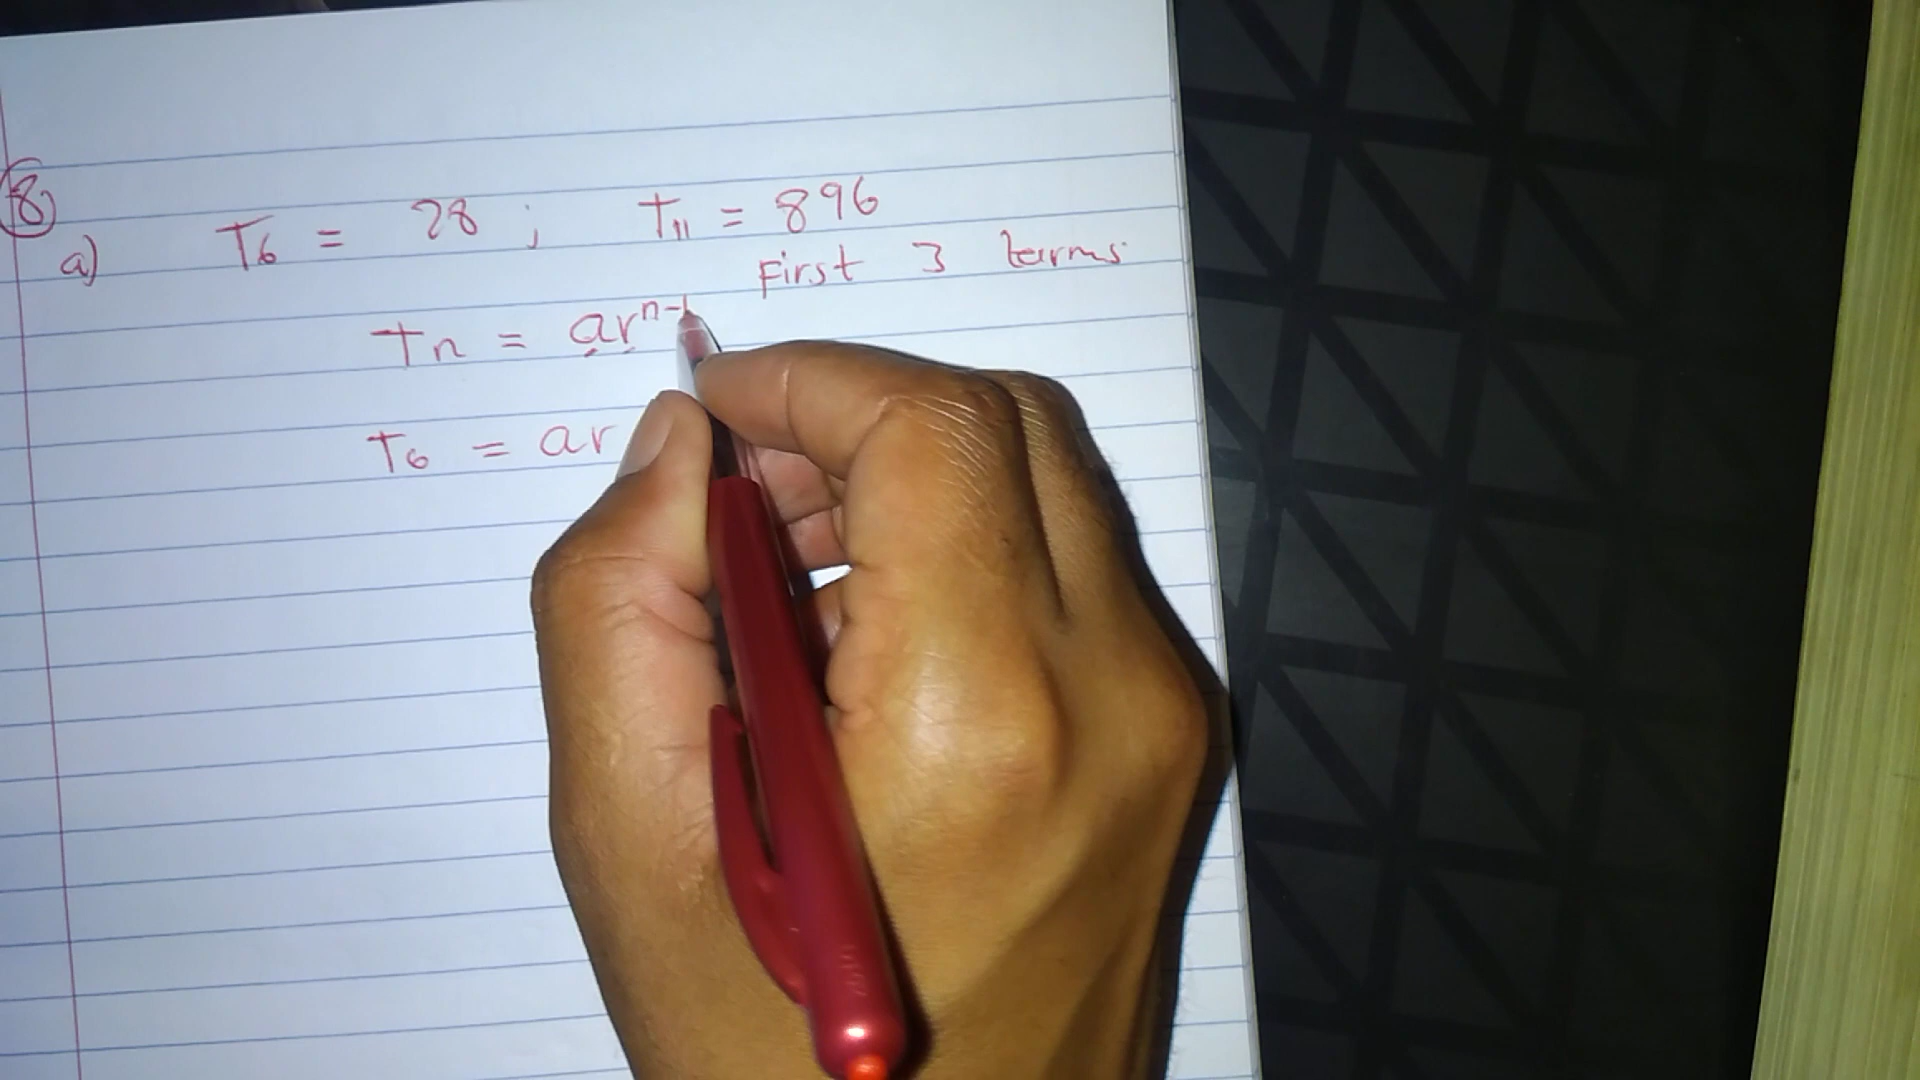 8
a) T6 = 28 ; T11 = 896
First 3 terms
Tn = ar^n-1
T6 = ar